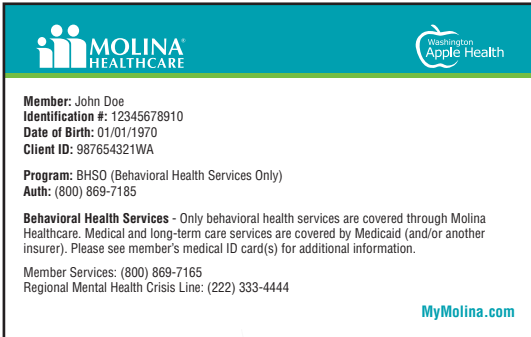 MOLINA®
HEALTHCARE
Washington
Apple Health
Member: John Doe
Identification #: 12345678910
Date of Birth: 01/01/1970
Client ID: 987654321WA
Program: BHSO (Behavioral Health Services Only)
Auth: (800) 869-7185
Behavioral Health Services - Only behavioral health services are covered through Molina
Healthcare. Medical and long-term care services are covered by Medicaid (and/or another
insurer). Please see member's medical ID card(s) for additional information.
Member Services: (800) 869-7165
Regional Mental Health Crisis Line: (222) 333-4444
MyMolina.com